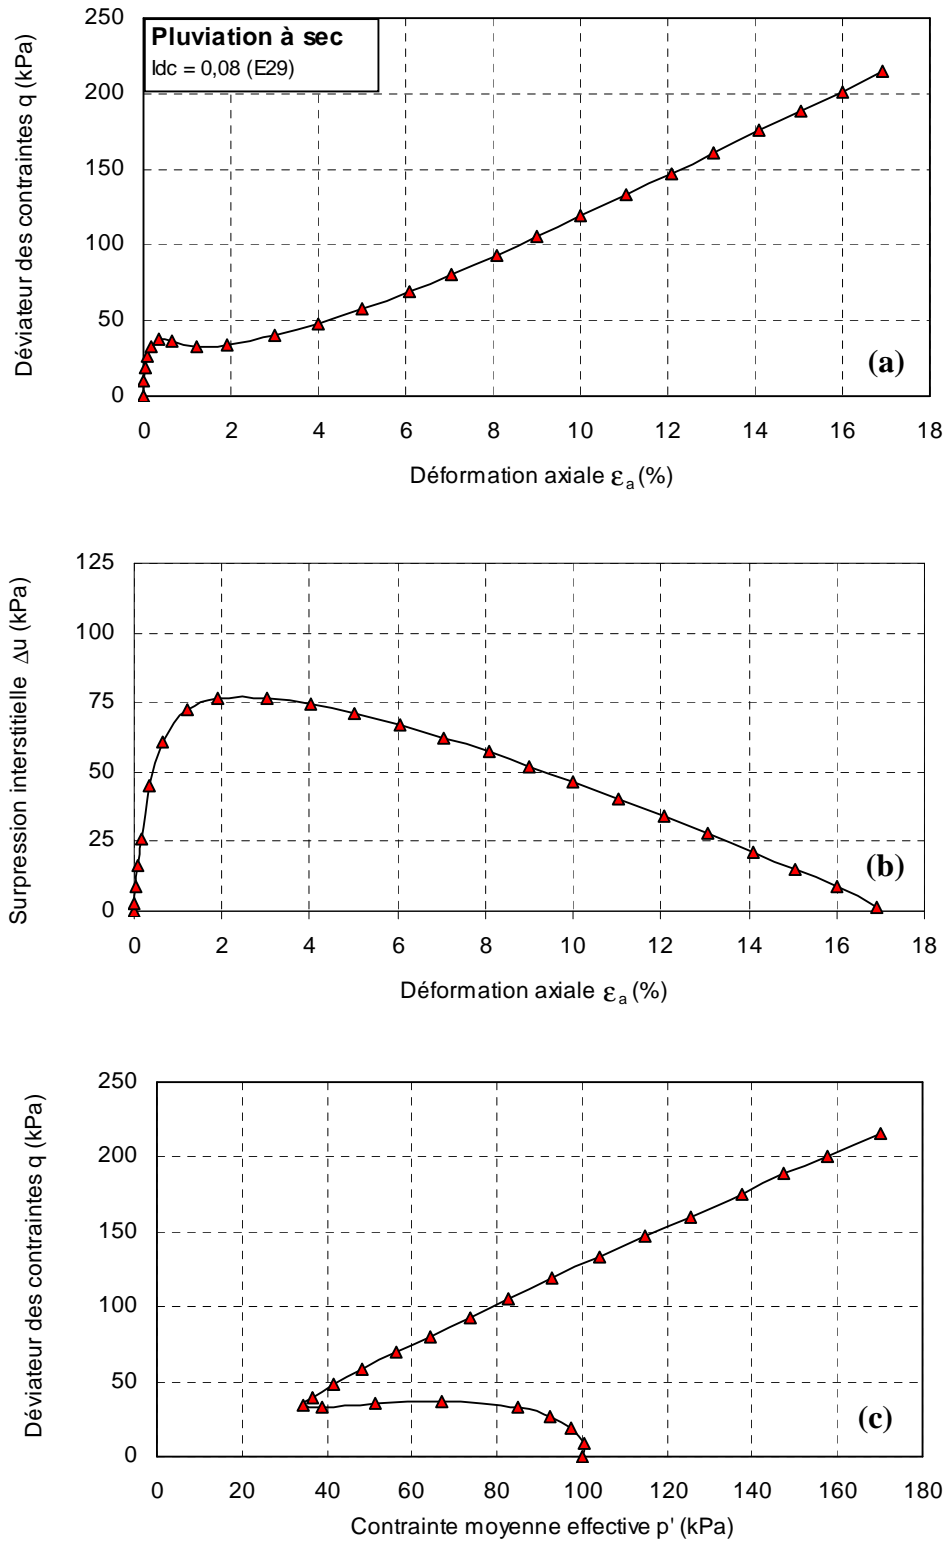 Pluviation à sec
Idc = 0,08 (E29)
Déviateur des contraintes q (kPa)
250
200
150
100
50
0
(a)
0 2 4 6 8 10 12 14 16 18
Déformation axiale εa (%)
Surpression interstitielle Δu (kPa)
125
100
75
50
25
0
(b)
0 2 4 6 8 10 12 14 16 18
Déformation axiale εa (%)
Déviateur des contraintes q (kPa)
250
200
150
100
50
0
(c)
0 20 40 60 80 100 120 140 160 180
Contrainte moyenne effective p' (kPa)